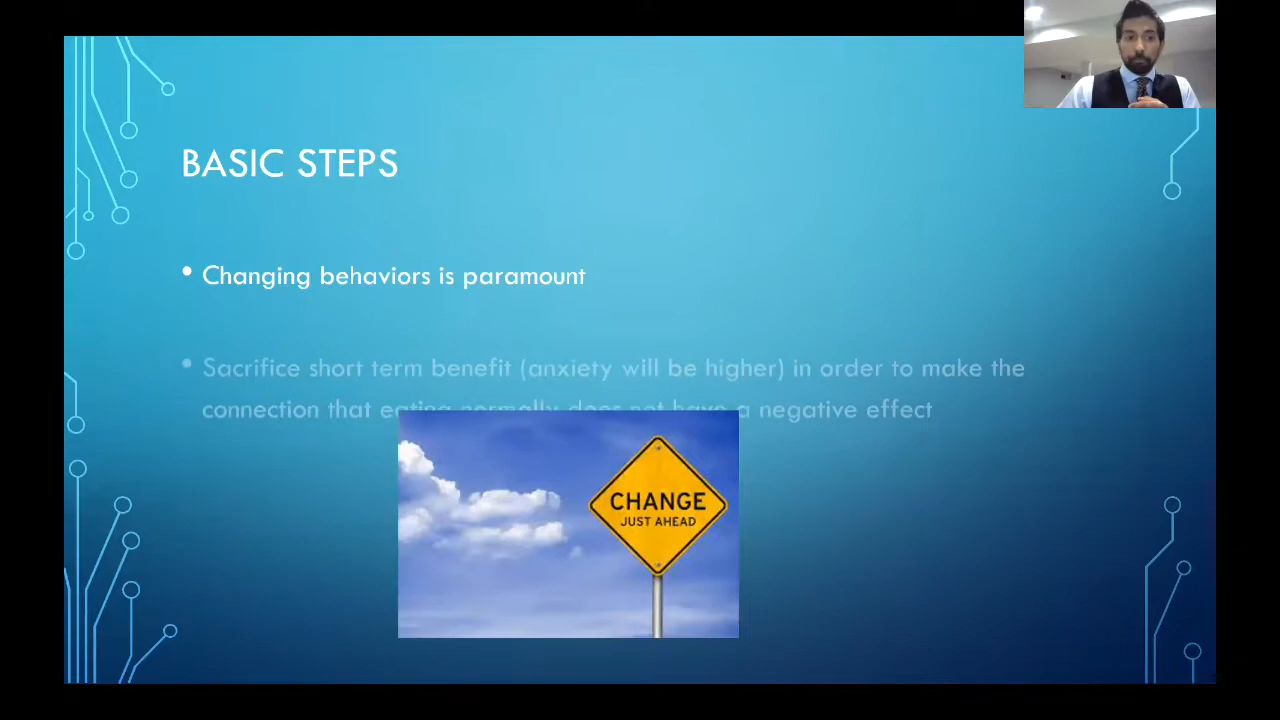 BASIC STEPS
• Changing behaviors is paramount
• Sacrifice short term benefit (anxiety will be higher) in order to make the
connection that eating normally does not have a negative effect
CHANGE
JUST AHEAD